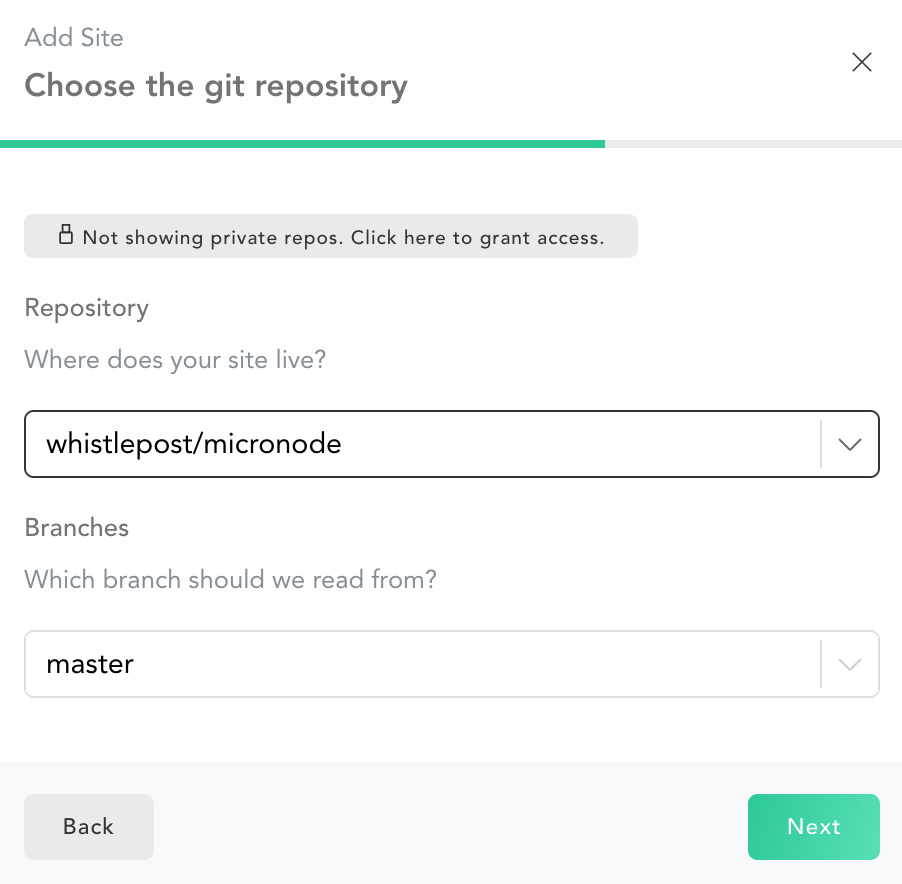 Add Site
Choose the git repository
Not showing private repos. Click here to grant access.
Repository
Where does your site live?
whistlepost/micronode
Branches
Which branch should we read from?
master
Back
Next